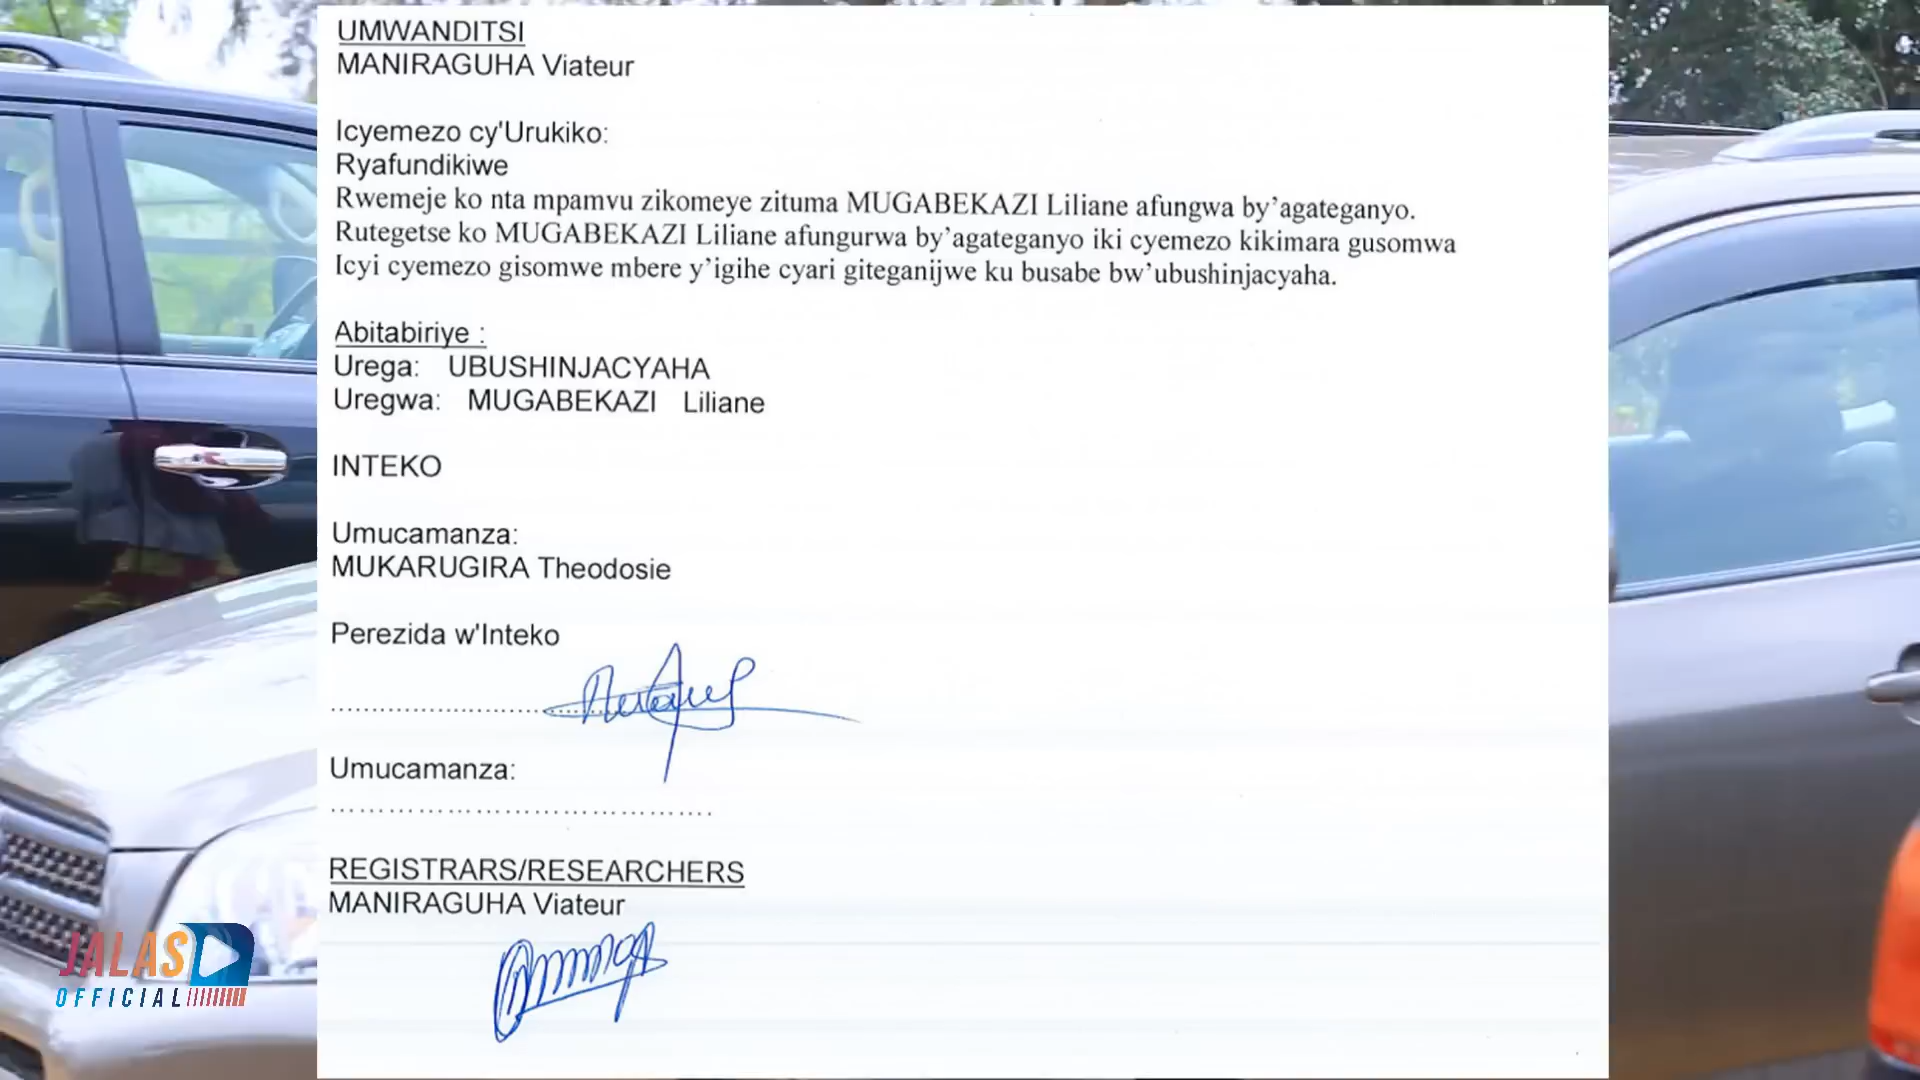 UMWANDITSI
MANIRAGUHA Viateur
Icyemezo cy'Urukiko:
Ryafundikiwe
Rwemeje ko nta mpamvu zikomeye zituma MUGABEKAZI Liliane afungwa by’agateganyo.
Rutegetse ko MUGABEKAZI Liliane afungurwa by’agateganyo iki cyemezo kikimara gusomwa
Icyi cyemezo gisomwe mbere y’igihe cyari giteganijwe ku busabe bw’ubushinjacyaha.
Abitabiriye :
Urega: UBUSHINJACYAHA
Uregwa: MUGABEKAZI Liliane
INTEKO
Umucamanza:
MUKARUGIRA Theodosie
Perezida w'Inteko
Umucamanza:
REGISTRARS/RESEARCHERS
MANIRAGUHA Viateur
JALAS
OFFICIAL